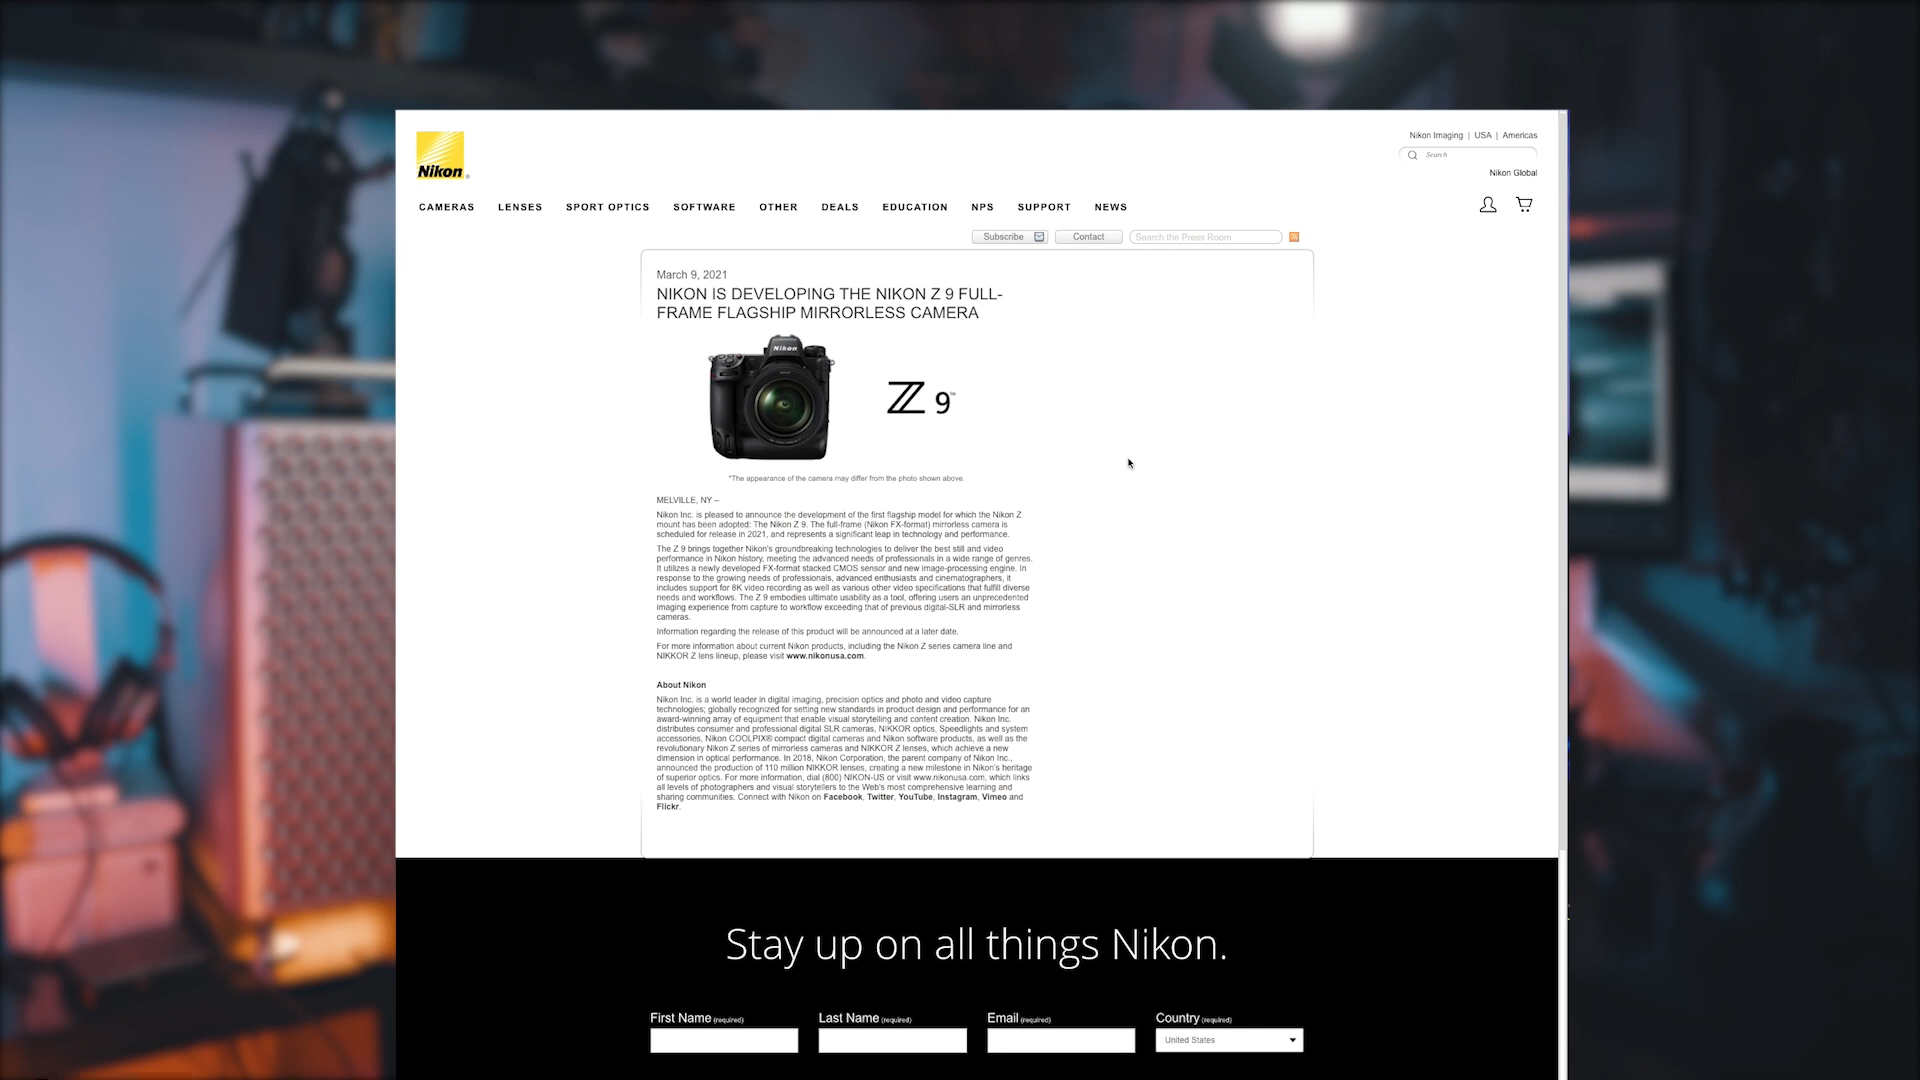 Nikon
Nikon Imaging | USA | Americas
Search
Nikon Global
CAMERAS LENSES SPORT OPTICS SOFTWARE OTHER DEALS EDUCATION NPS SUPPORT NEWS
Subscribe Contact Search the Press Room
March 9, 2021
NIKON IS DEVELOPING THE NIKON Z 9 FULL-
FRAME FLAGSHIP MIRRORLESS CAMERA
Nikon
Z 9™
*The appearance of the camera may differ from the photo shown above.
MELVILLE, NY –
Nikon Inc. is pleased to announce the development of the first flagship model for which the Nikon Z
mount has been adopted: The Nikon Z 9. The full-frame (Nikon FX-format) mirrorless camera is
scheduled for release in 2021, and represents a significant leap in technology and performance.
The Z 9 brings together Nikon's groundbreaking technologies to deliver the best still and video
performance in Nikon history, meeting the advanced needs of professionals in a wide range of genres.
It utilizes a newly developed FX-format stacked CMOS sensor and new image-processing engine. In
response to the growing needs of professionals, advanced enthusiasts and cinematographers, it
includes support for 8K video recording as well as various other video specifications that fulfill diverse
needs and workflows. The Z 9 embodies ultimate usability as a tool, offering users an unprecedented
imaging experience from capture to workflow exceeding that of previous digital-SLR and mirrorless
cameras.
Information regarding the release of this product will be announced at a later date.
For more information about current Nikon products, including the Nikon Z series camera line and
NIKKOR Z lens lineup, please visit www.nikonusa.com.
About Nikon
Nikon Inc. is a world leader in digital imaging, precision optics and photo and video capture
technologies; globally recognized for setting new standards in product design and performance for an
award-winning array of equipment that enable visual storytelling and content creation. Nikon Inc.
distributes consumer and professional digital SLR cameras, NIKKOR optics, Speedlights and system
accessories, Nikon COOLPIX® compact digital cameras and Nikon software products, as well as the
revolutionary Nikon Z series of mirrorless cameras and NIKKOR Z lenses, which achieve a new
dimension in optical performance. In 2018, Nikon Corporation, the parent company of Nikon Inc.,
announced the production of 110 million NIKKOR lenses, creating a new milestone in Nikon's heritage
of superior optics. For more information, dial (800) NIKON-US or visit www.nikonusa.com, which links
all levels of photographers and visual storytellers to the Web's most comprehensive learning and
sharing communities. Connect with Nikon on Facebook, Twitter, YouTube, Instagram, Vimeo and
Flickr.
Stay up on all things Nikon.
First Name (required) Last Name (required) Email (required) Country (required)
United States